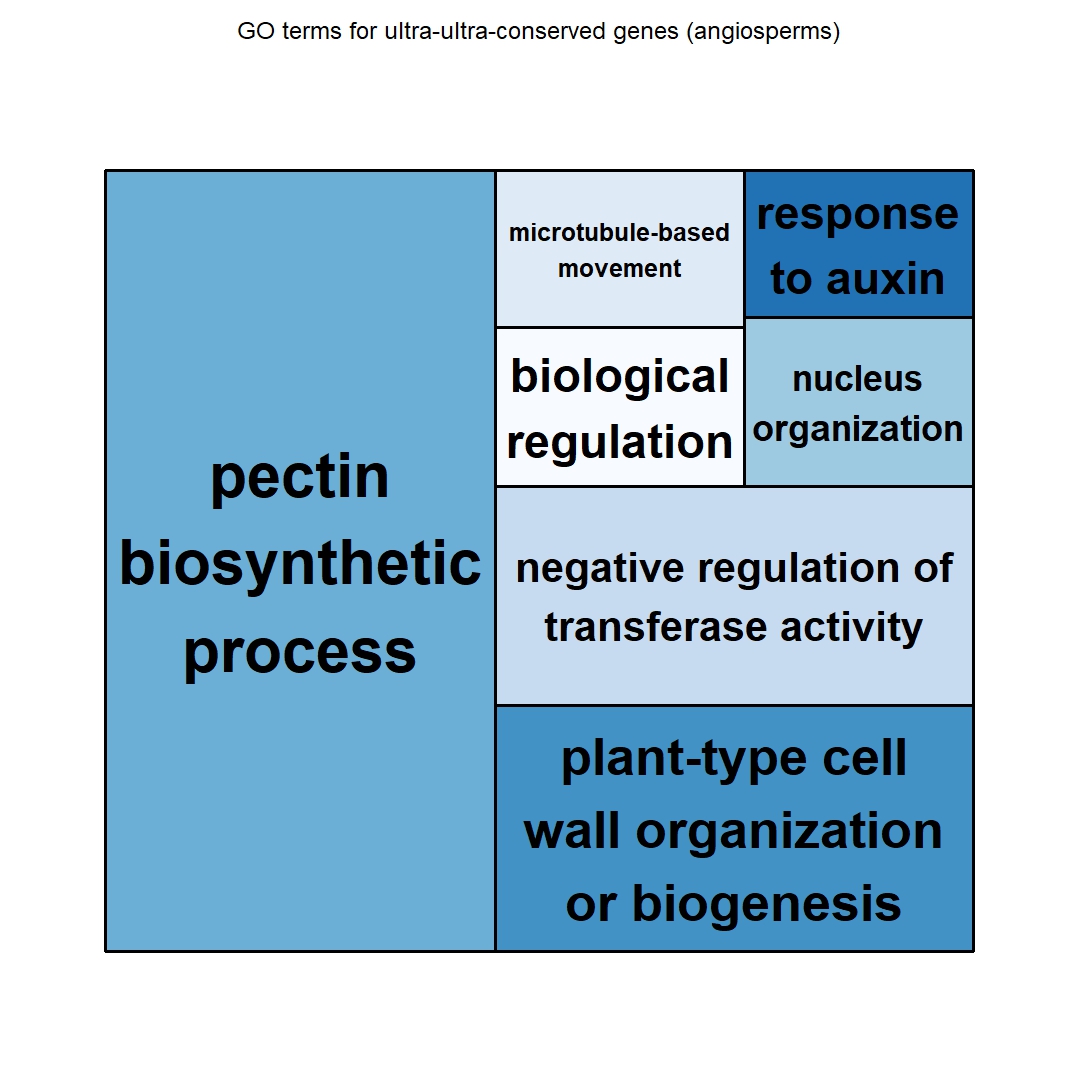 GO terms for ultra-ultra-conserved genes (angiosperms)
pectin
biosynthetic
process
microtubule-based
movement
response
to auxin
biological
regulation
nucleus
organization
negative regulation of
transferase activity
plant-type cell
wall organization
or biogenesis